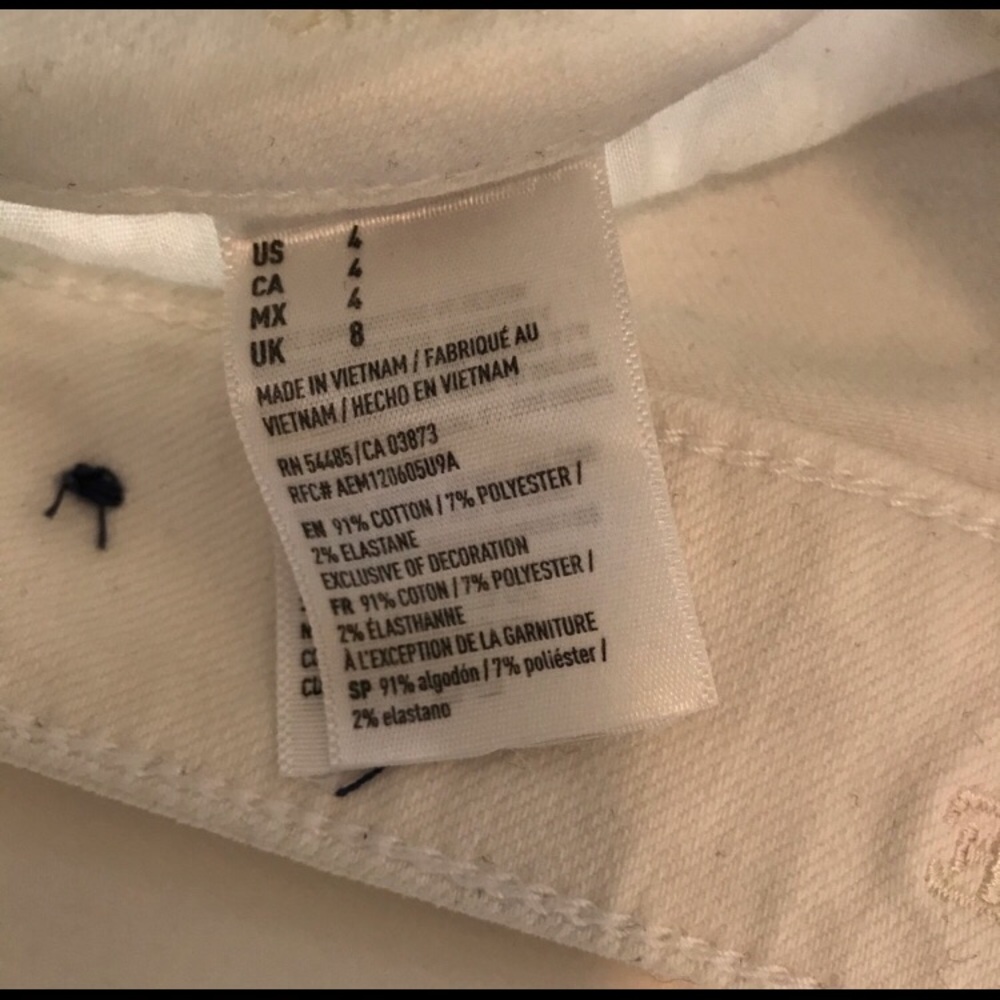 US 4
CA 4
MX 4
UK 8
MADE IN VIETNAM / FABRIQUÉ AU
VIETNAM / HECHO EN VIETNAM
RN 54485/CA 03873
RFC# AEM120605U9A
EN 91% COTTON / 7% POLYESTER /
2% ELASTANE
EXCLUSIVE OF DECORATION
FR 91% COTON / 7% POLYESTER /
2% ÉLASTHANNE
À L'EXCEPTION DE LA GARNITURE
SP 91% algodón / 7% poliéster /
2% elastano